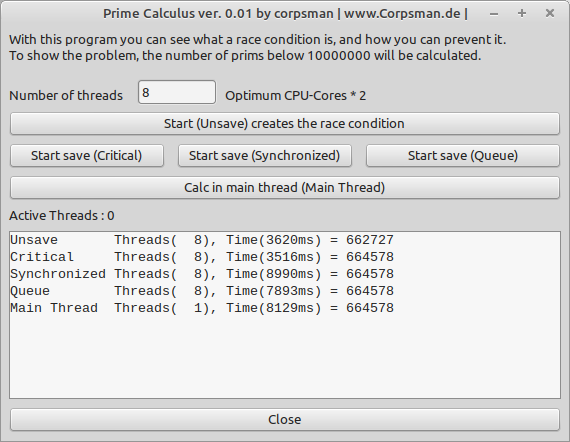 Prime Calculus ver. 0.01 by corpsman | www.Corpsman.de |
With this program you can see what a race condition is, and how you can prevent it.
To show the problem, the number of prims below 10000000 will be calculated.
Number of threads 8 Optimum CPU-Cores * 2
Start (Unsave) creates the race condition
Start save (Critical) Start save (Synchronized) Start save (Queue)
Calc in main thread (Main Thread)
Active Threads : 0
Unsave       Threads(  8), Time(3620ms) = 662727
Critical     Threads(  8), Time(3516ms) = 664578
Synchronized Threads(  8), Time(8990ms) = 664578
Queue        Threads(  8), Time(7893ms) = 664578
Main Thread  Threads(  1), Time(8129ms) = 664578
Close